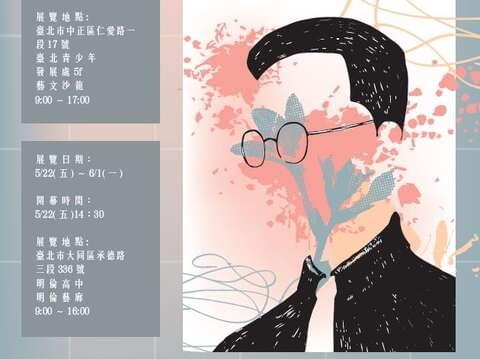 展覽地點:
臺北市中正區仁愛路一
段17號
臺北青少年
發展處5f
藝文沙龍
9:00 ~ 17:00
展覽日期：
5/22(五) ~ 6/1(一)
開幕時間：
5/22(五)14：30
展覽地點:
臺北市大同區承德路
三段336號
明倫高中
明倫藝廊
9:00 ~ 16:00